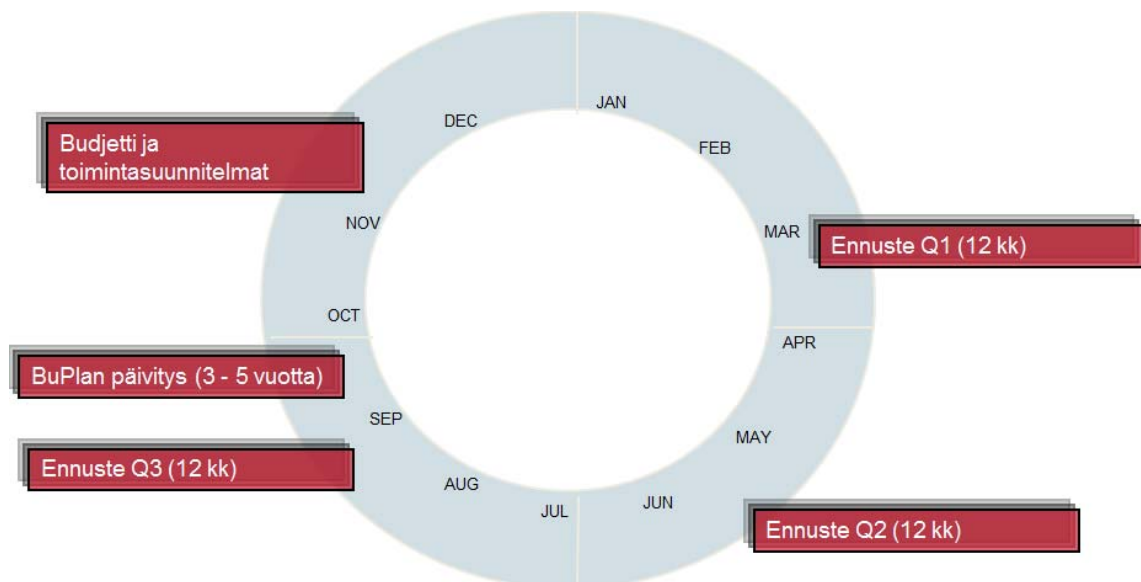 JAN
DEC
Budjetti ja
toimintasuunnitelmat
FEB
NOV
MAR
Ennuste Q1 (12 kk)
OCT
APR
BuPlan päivitys (3 - 5 vuotta)
SEP
MAY
Ennuste Q3 (12 kk)
AUG
JUN
JUL
Ennuste Q2 (12 kk)